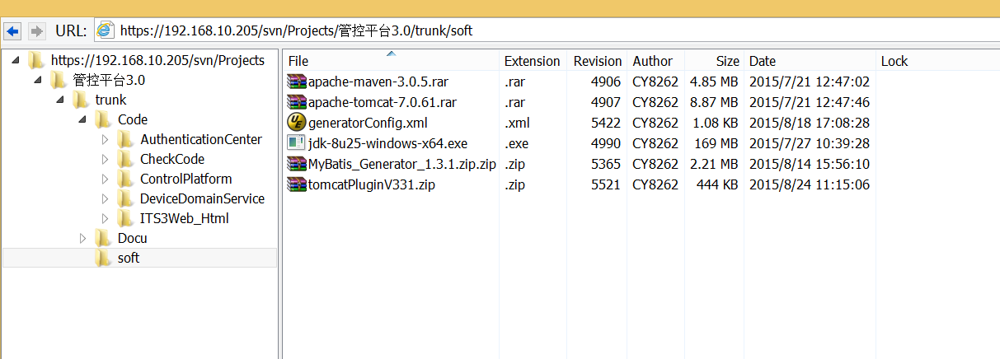 URL: https://192.168.10.205/svn/Projects/管控平台3.0/trunk/soft
https://192.168.10.205/svn/Projects
管控平台3.0
trunk
Code
AuthenticationCenter
CheckCode
ControlPlatform
DeviceDomainService
ITS3Web_Html
Docu
soft
File Extension Revision Author Size Date Lock
apache-maven-3.0.5.rar .rar 4906 CY8262 4.85 MB 2015/7/21 12:47:02
apache-tomcat-7.0.61.rar .rar 4907 CY8262 8.87 MB 2015/7/21 12:47:46
generatorConfig.xml .xml 5422 CY8262 1.08 KB 2015/8/18 17:08:28
jdk-8u25-windows-x64.exe .exe 4990 CY8262 169 MB 2015/7/27 10:39:28
MyBatis_Generator_1.3.1.zip.zip .zip 5365 CY8262 2.21 MB 2015/8/14 15:56:10
tomcatPluginV331.zip .zip 5521 CY8262 444 KB 2015/8/24 11:15:06